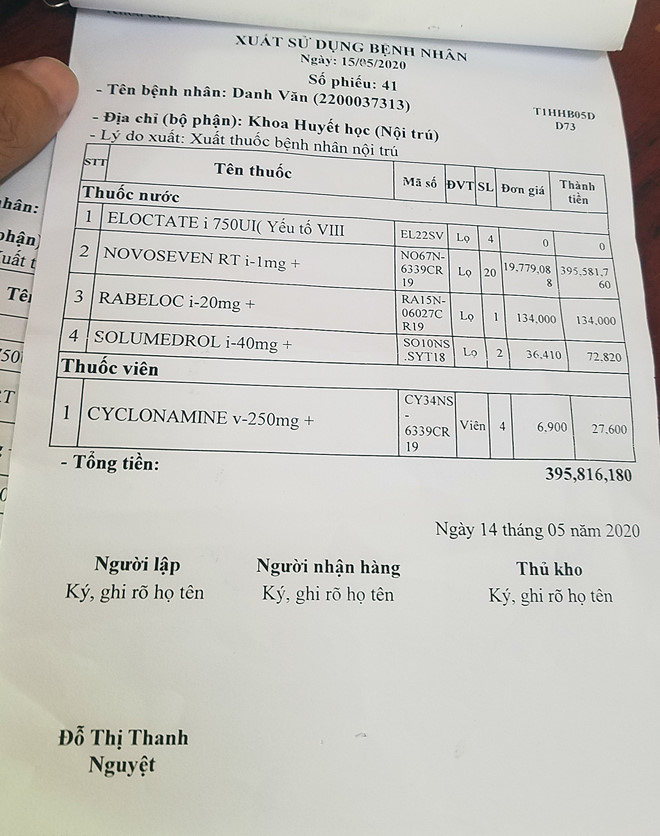 XUẤT SỬ DỤNG BỆNH NHÂN
Ngày: 15/05/2020
Số phiếu: 41
- Tên bệnh nhân: Danh Văn (2200037313)
T1HHB05D
D73
- Địa chỉ (bộ phận): Khoa Huyết học (Nội trú)
- Lý do xuất: Xuất thuốc bệnh nhân nội trú
STT Tên thuốc Mã số ĐVT SL Đơn giá Thành tiền
Thuốc nước
1 ELOCTATE i 750UI( Yếu tố VIII EL22SV Lọ 4 0 0
2 NOVOSEVEN RT i-1mg + NO67N-6339CR19 Lọ 20 19,779,088 395,581,760
3 RABELOC i-20mg + RA15N-06027CR19 Lọ 1 134,000 134,000
4 SOLUMEDROL i-40mg + SO10NS.SYT18 Lọ 2 36,410 72,820
Thuốc viên
1 CYCLONAMINE v-250mg + CY34NS-6339CR19 Viên 4 6,900 27,600
- Tổng tiền: 395,816,180
Ngày 14 tháng 05 năm 2020
Người lập Người nhận hàng Thủ kho
Ký, ghi rõ họ tên Ký, ghi rõ họ tên Ký, ghi rõ họ tên
Đỗ Thị Thanh
Nguyệt